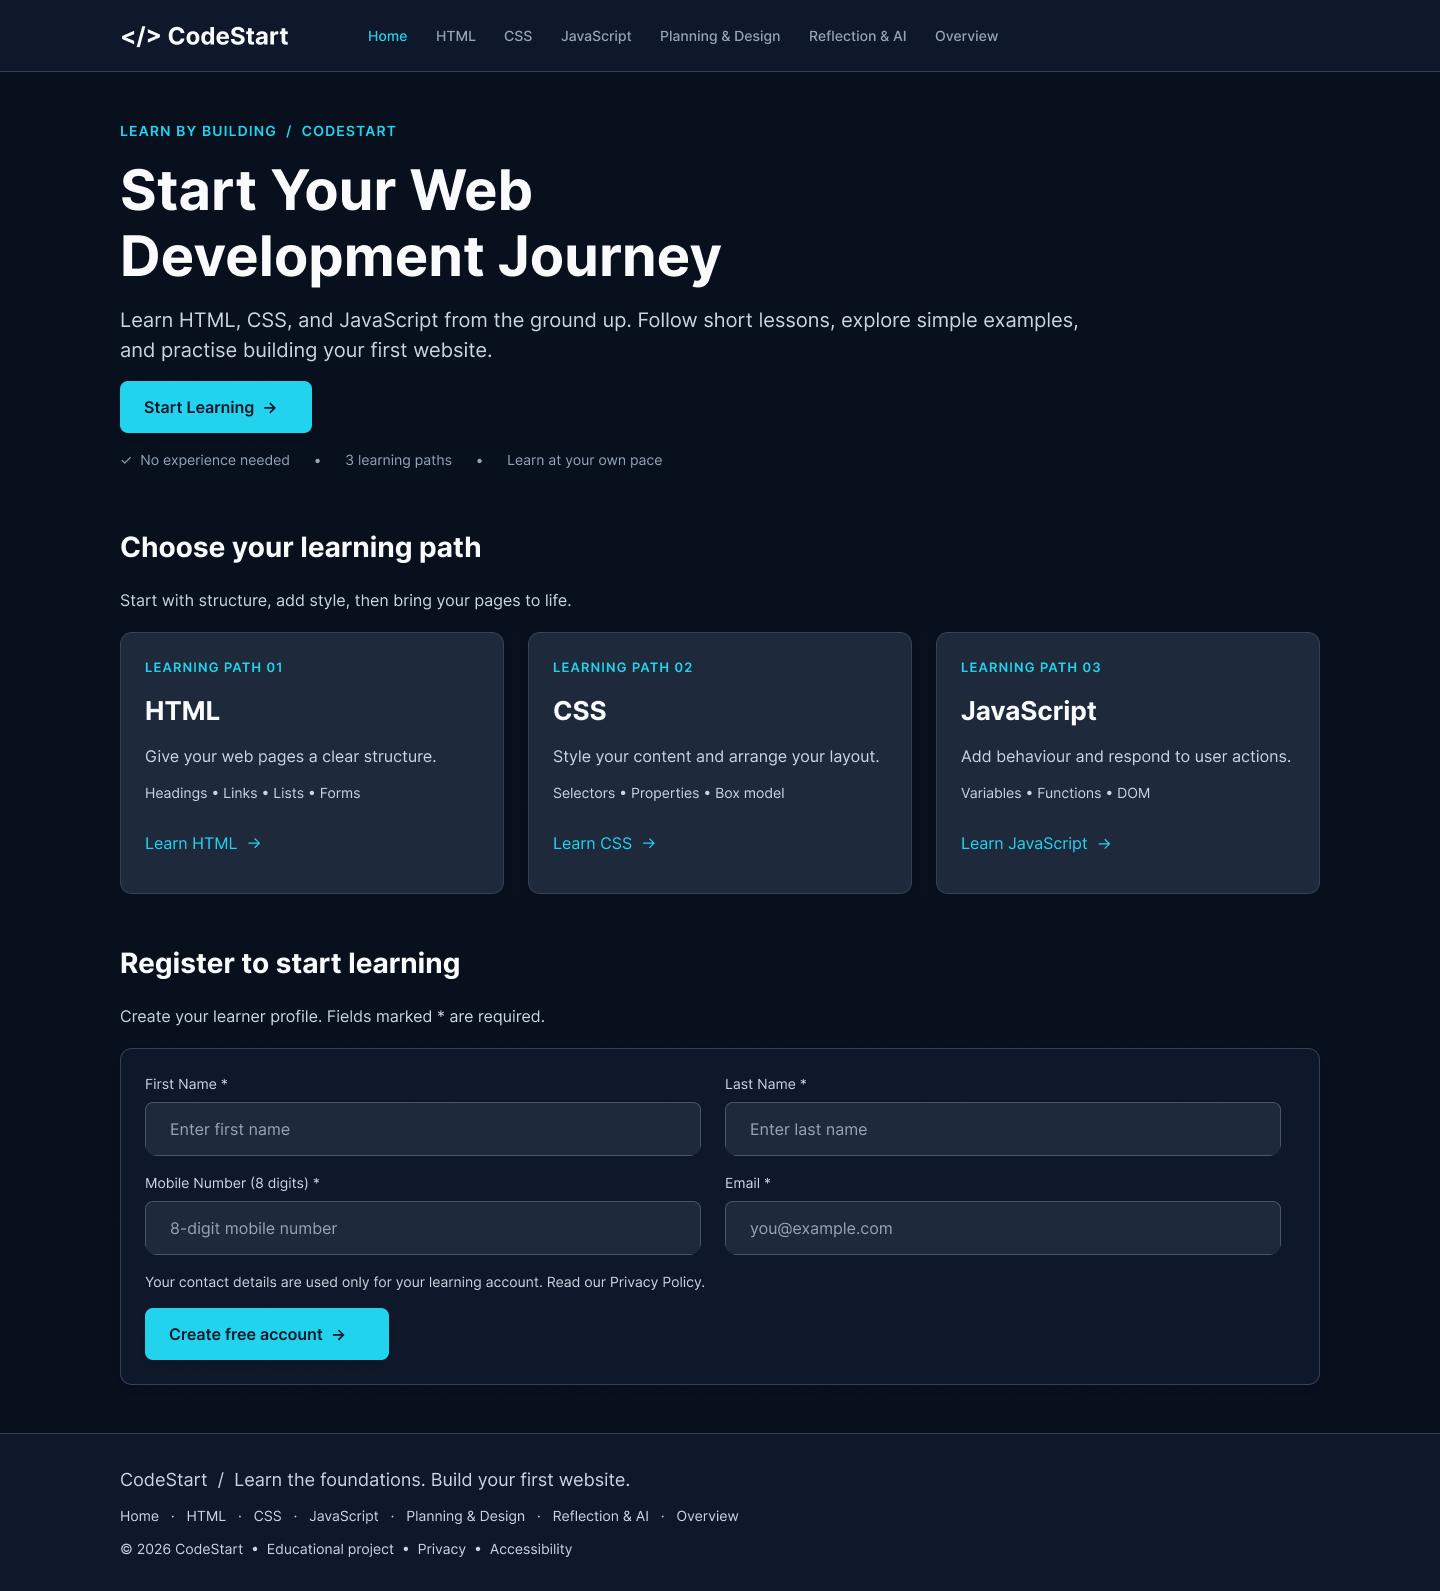 </> CodeStart
Home HTML CSS JavaScript Planning & Design Reflection & AI Overview
LEARN BY BUILDING / CODESTART
Start Your Web
Development Journey
Learn HTML, CSS, and JavaScript from the ground up. Follow short lessons, explore simple examples,
and practise building your first website.
Start Learning →
✓ No experience needed • 3 learning paths • Learn at your own pace
Choose your learning path
Start with structure, add style, then bring your pages to life.
LEARNING PATH 01
HTML
Give your web pages a clear structure.
Headings • Links • Lists • Forms
Learn HTML →
LEARNING PATH 02
CSS
Style your content and arrange your layout.
Selectors • Properties • Box model
Learn CSS →
LEARNING PATH 03
JavaScript
Add behaviour and respond to user actions.
Variables • Functions • DOM
Learn JavaScript →
Register to start learning
Create your learner profile. Fields marked * are required.
First Name *
Enter first name
Last Name *
Enter last name
Mobile Number (8 digits) *
8-digit mobile number
Email *
you@example.com
Your contact details are used only for your learning account. Read our Privacy Policy.
Create free account →
CodeStart / Learn the foundations. Build your first website.
Home · HTML · CSS · JavaScript · Planning & Design · Reflection & AI · Overview
© 2026 CodeStart • Educational project • Privacy • Accessibility